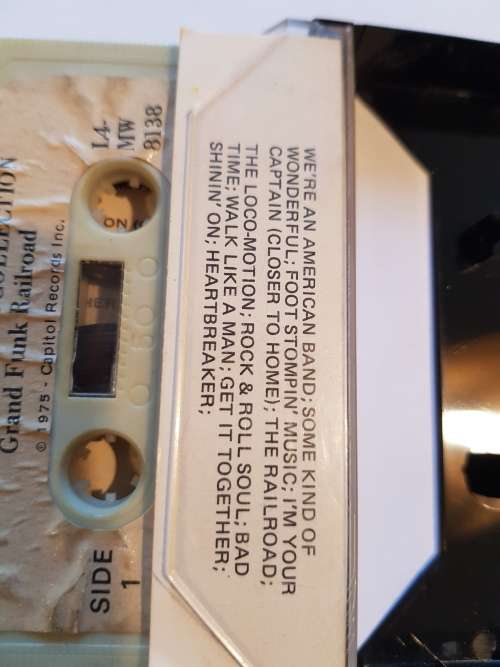 WE'RE AN AMERICAN BAND; SOME KIND OF
WONDERFUL; FOOT STOMPIN' MUSIC; I'M YOUR
CAPTAIN (CLOSER TO HOME); THE RAILROAD;
THE LOCO-MOTION; ROCK & ROLL SOUL; BAD
TIME; WALK LIKE A MAN; GET IT TOGETHER;
SHININ' ON; HEARTBREAKER;
L4-
MW
8138
COLLECTION
Grand Funk Railroad
© 1975 - Capitol Records Inc.
SIDE
1